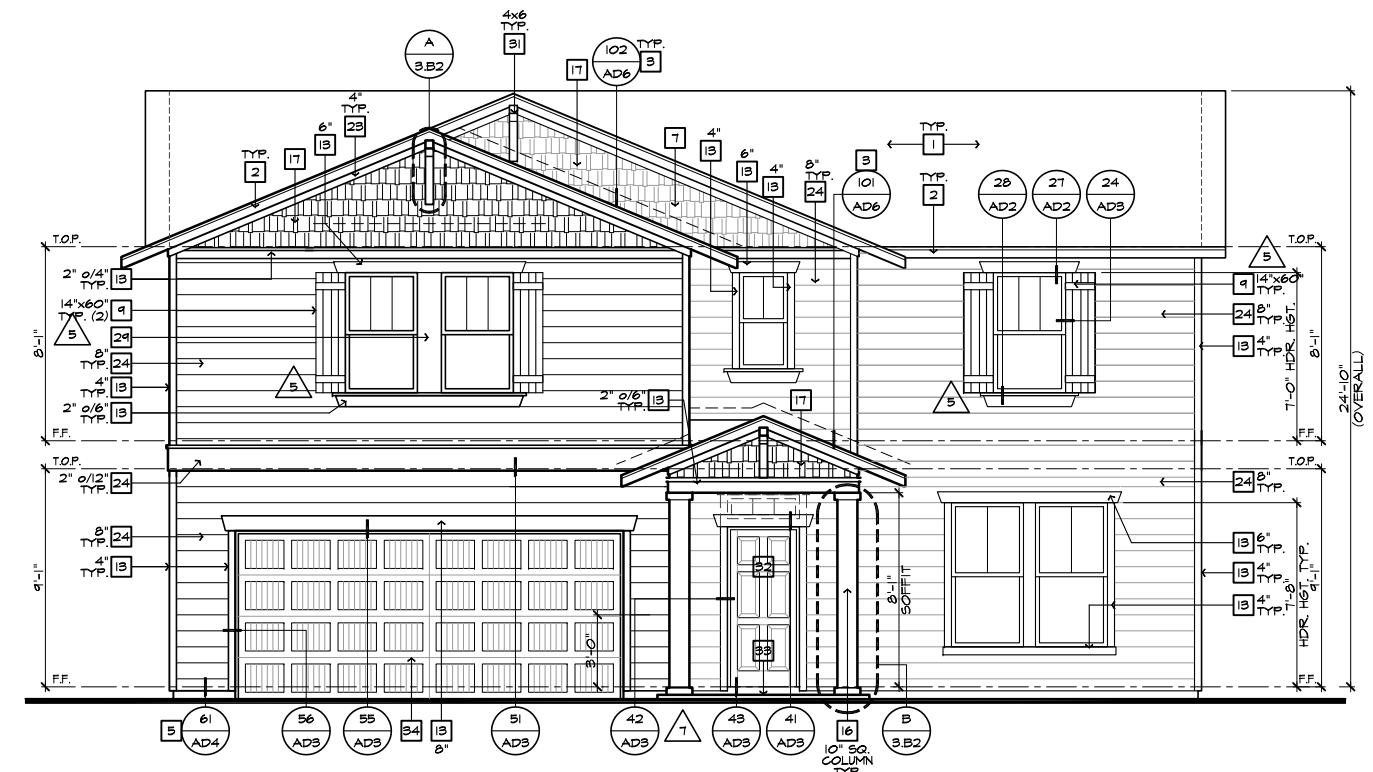 4x6
TYP.
31
A
3.B2
102
AD6
TYP.
3
17
4"
TYP.
23
6"
13
17
TYP.
2
7
4"
13
6"
13
4"
13
8"
TYP.
24
3
101
AD6
TYP.
1
TYP.
2
28
AD2
27
AD2
24
AD3
T.O.P.
T.O.P.
5
2" o/4"
TYP.
13
14"x60"
TYP. (2)
9
5
29
8"
TYP.
24
4"
TYP.
13
2" o/6"
TYP.
13
8'-1"
5
2" o/6"
TYP.
13
17
5
9
14"x60"
TYP.
24
8"
TYP.
13
4"
TYP.
7'-0" HDR. HGT.
8'-1"
24'-10"
(OVERALL)
F.F.
F.F.
T.O.P.
T.O.P.
2" o/12"
TYP.
24
24
8"
TYP.
8"
TYP.
24
4"
TYP.
13
9'-1"
13
6"
TYP.
13
4"
TYP.
13
4"
TYP.
7'-8"
HDR. HGT. TYP.
9'-1"
32
33
8'-1"
SOFFIT
3'-0"
F.F.
F.F.
5
61
AD4
56
AD3
55
AD3
34
13
8"
51
AD3
42
AD3
7
43
AD3
41
AD3
16
10" SQ.
COLUMN
TYP.
B
3.B2